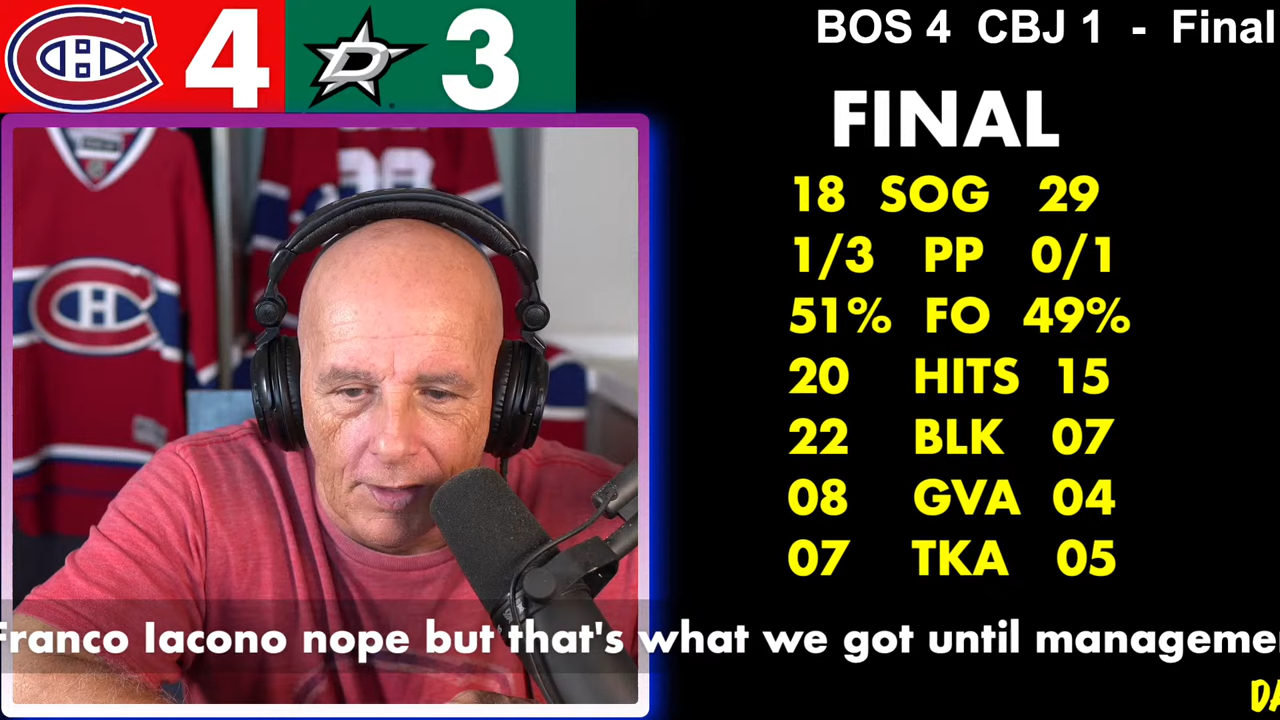 4 3
BOS 4 CBJ 1 - Final
FINAL
18 SOG 29
1/3 PP 0/1
51% FO 49%
20 HITS 15
22 BLK 07
08 GVA 04
07 TKA 05
Franco Iacono nope but that's what we got until manageme
DA